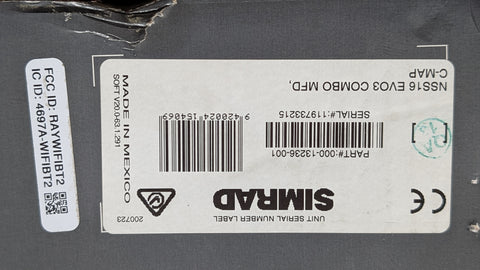 UNIT SERIAL NUMBER LABEL
SIMRAD
PART#:000-13236-001
SERIAL#:119733215
NSS16 EVO3 COMBO MFD,
C-MAP
9 420024 154069
MADE IN MEXICO
SOFT V20.0-63.1.291
200723
CE
FCC ID: RAYWIFIBT2
IC ID: 4697A-WIFIBT2